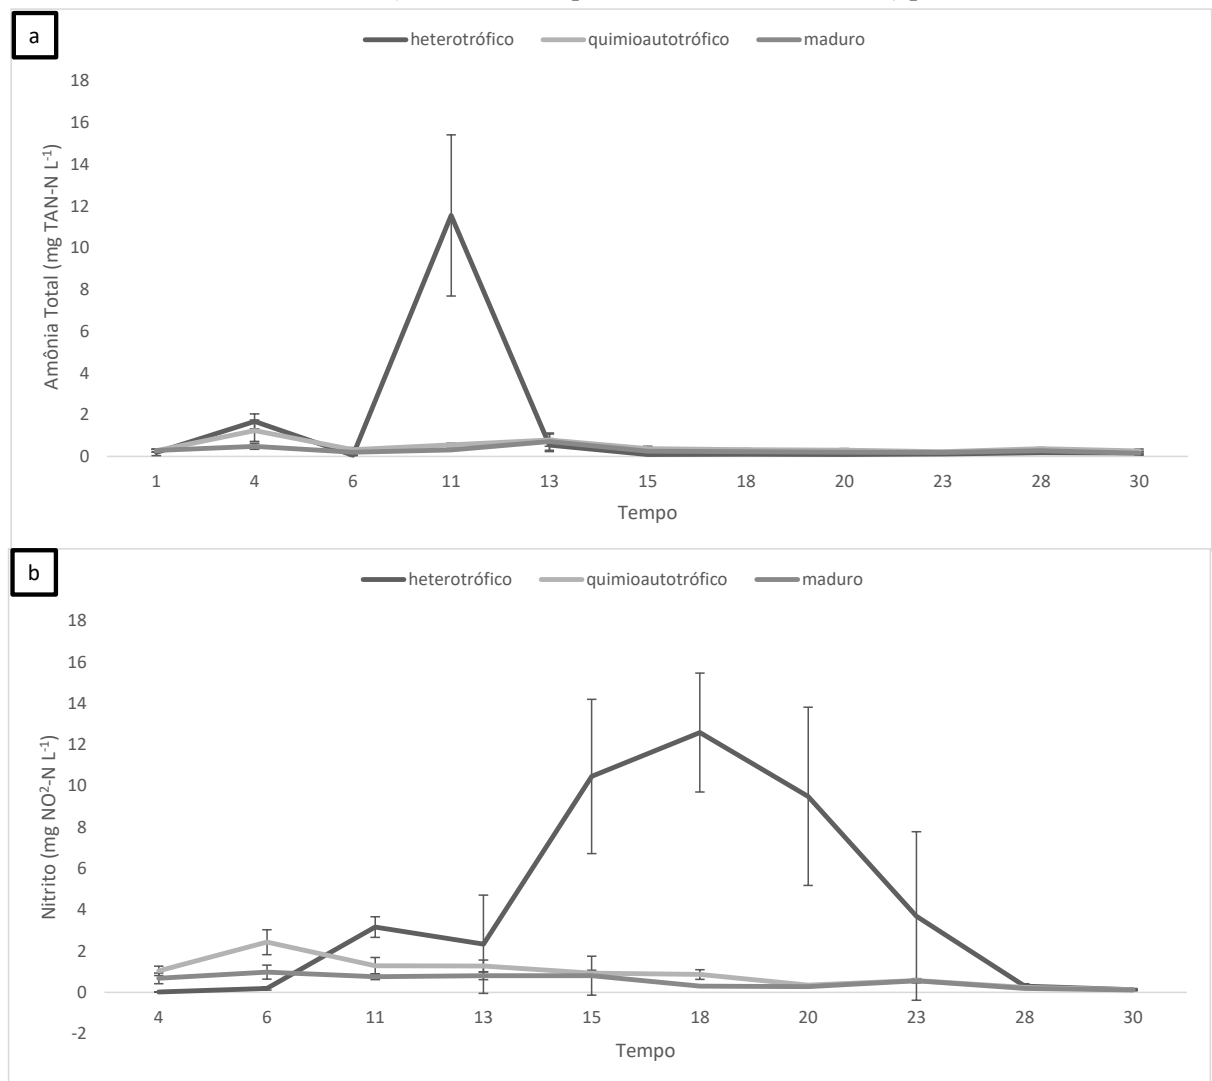 a
heterotrófico quimioautotrófico maduro
18
16
14
12
10
8
6
4
2
0
Amônia Total (mg TAN-N L-1)
1 4 6 11 13 15 18 20 23 28 30
Tempo
b
heterotrófico quimioautotrófico maduro
18
16
14
12
10
8
6
4
2
0
-2
Nitrito (mg NO2-N L-1)
4 6 11 13 15 18 20 23 28 30
Tempo